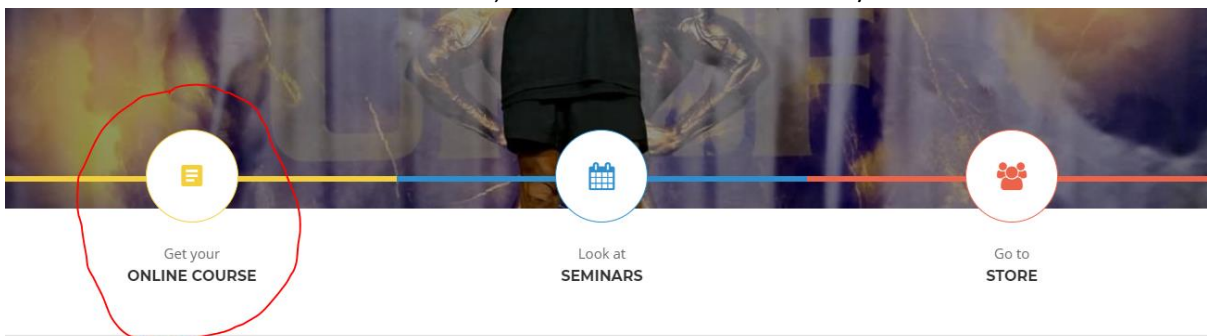 Get your
ONLINE COURSE
Look at
SEMINARS
Go to
STORE